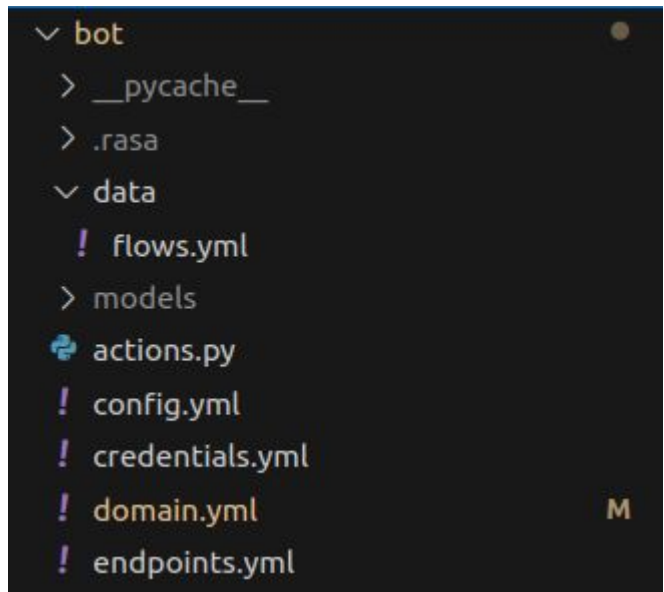 bot
__pycache__
.rasa
data
! flows.yml
models
actions.py
! config.yml
! credentials.yml
! domain.yml M
! endpoints.yml